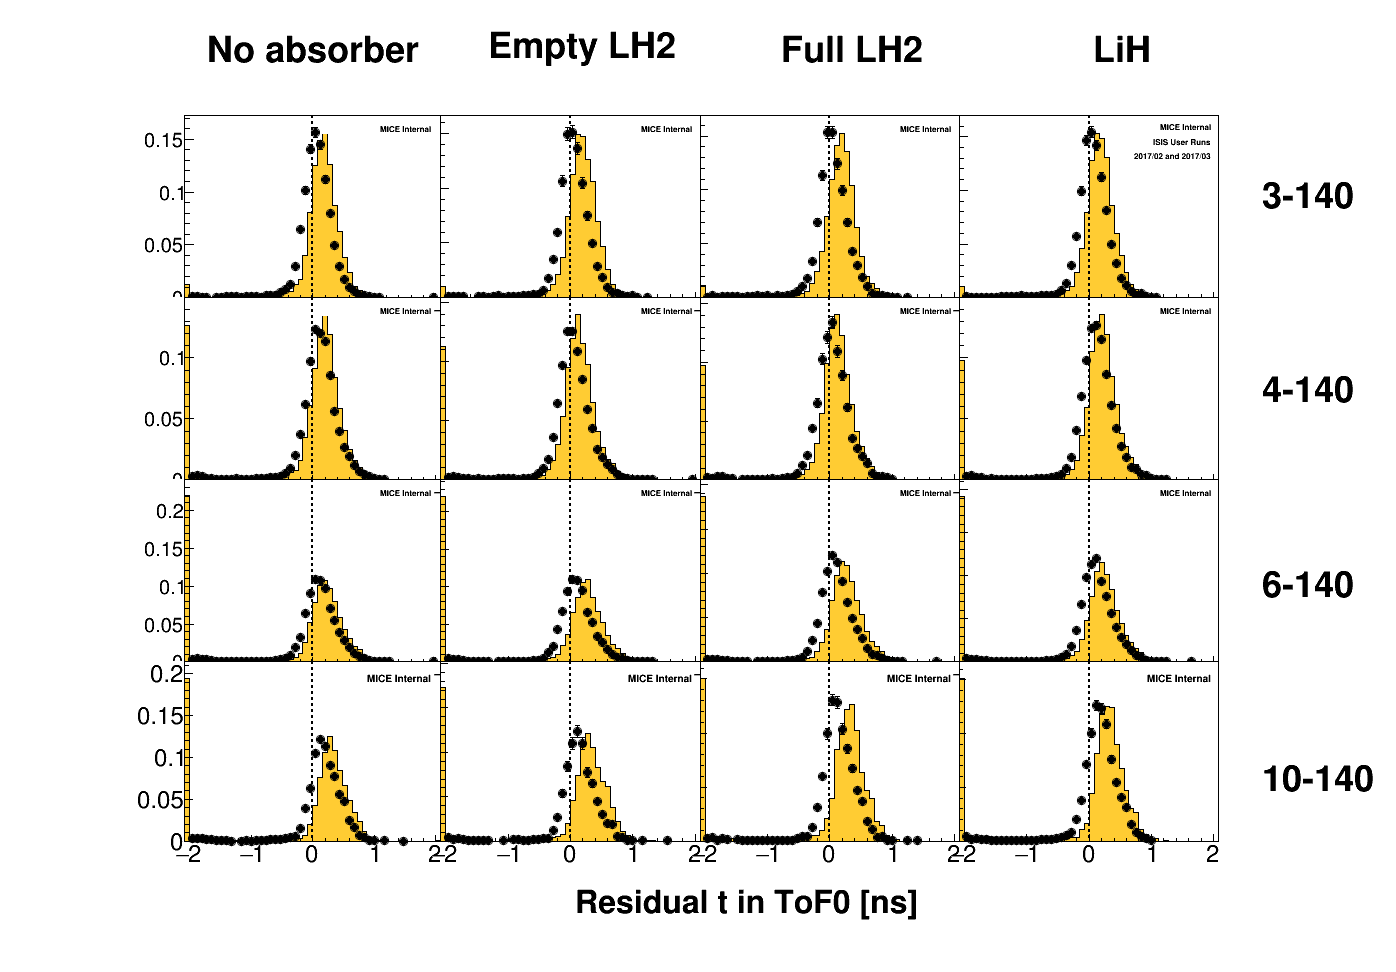 No absorber Empty LH2 Full LH2 LiH
MICE Internal MICE Internal MICE Internal MICE Internal
ISIS User Runs
2017/02 and 2017/03
0.15
0.1
0.05
0
3-140
MICE Internal MICE Internal MICE Internal MICE Internal
0.1
0.05
0
4-140
MICE Internal MICE Internal MICE Internal MICE Internal
0.2
0.15
0.1
0.05
0
6-140
MICE Internal MICE Internal MICE Internal MICE Internal
0.2
0.15
0.1
0.05
0
10-140
−2 −1 0 1 2 −2 −1 0 1 2 −2 −1 0 1 2 −2 −1 0 1 2
Residual t in ToF0 [ns]